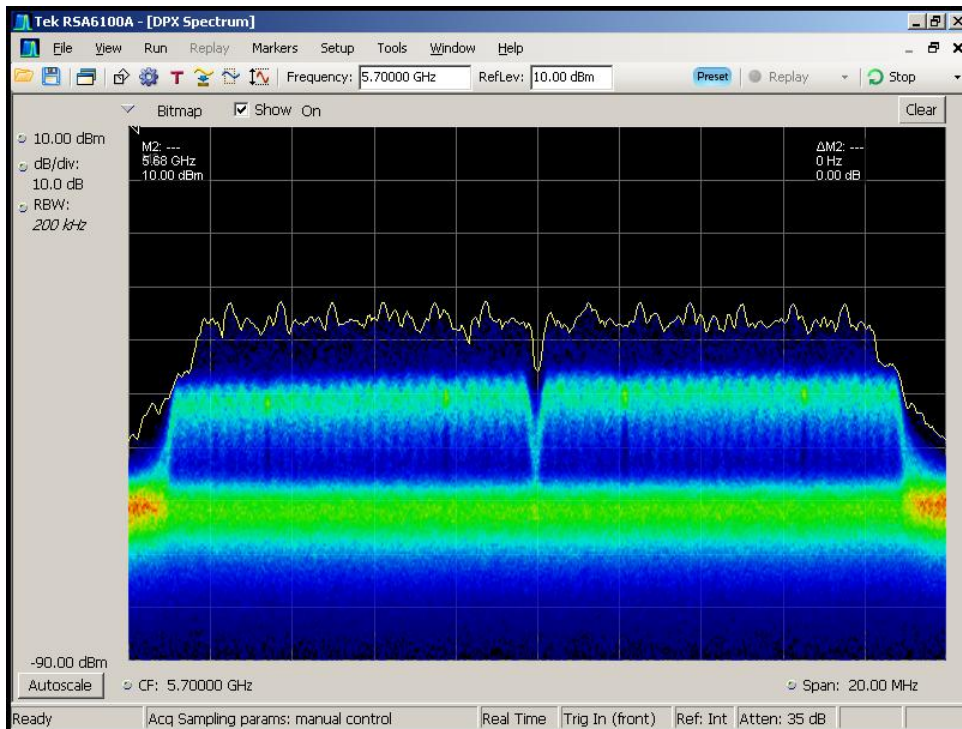 Tek RSA6100A - [DPX Spectrum]
File View Run Replay Markers Setup Tools Window Help
T Frequency: 5.70000 GHz RefLev: 10.00 dBm Preset Replay Stop
Bitmap Show On Clear
10.00 dBm
dB/div:
10.0 dB
RBW:
200 kHz
M2: ---
5.68 GHz
10.00 dBm
ΔM2: ---
0 Hz
0.00 dB
-90.00 dBm
Autoscale CF: 5.70000 GHz Span: 20.00 MHz
Ready Acq Sampling params: manual control Real Time Trig In (front) Ref: Int Atten: 35 dB